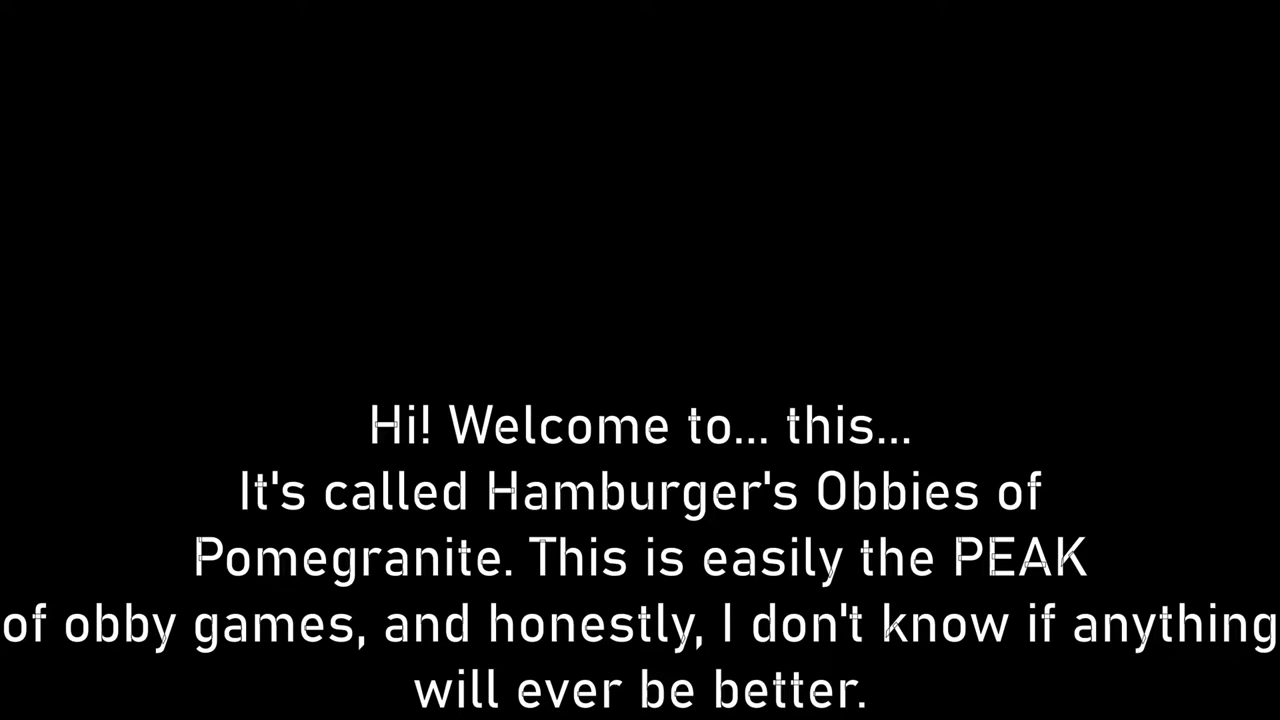 Hi! Welcome to... this...
It's called Hamburger's Obbies of
Pomegranite. This is easily the PEAK
of obby games, and honestly, I don't know if anything
will ever be better.